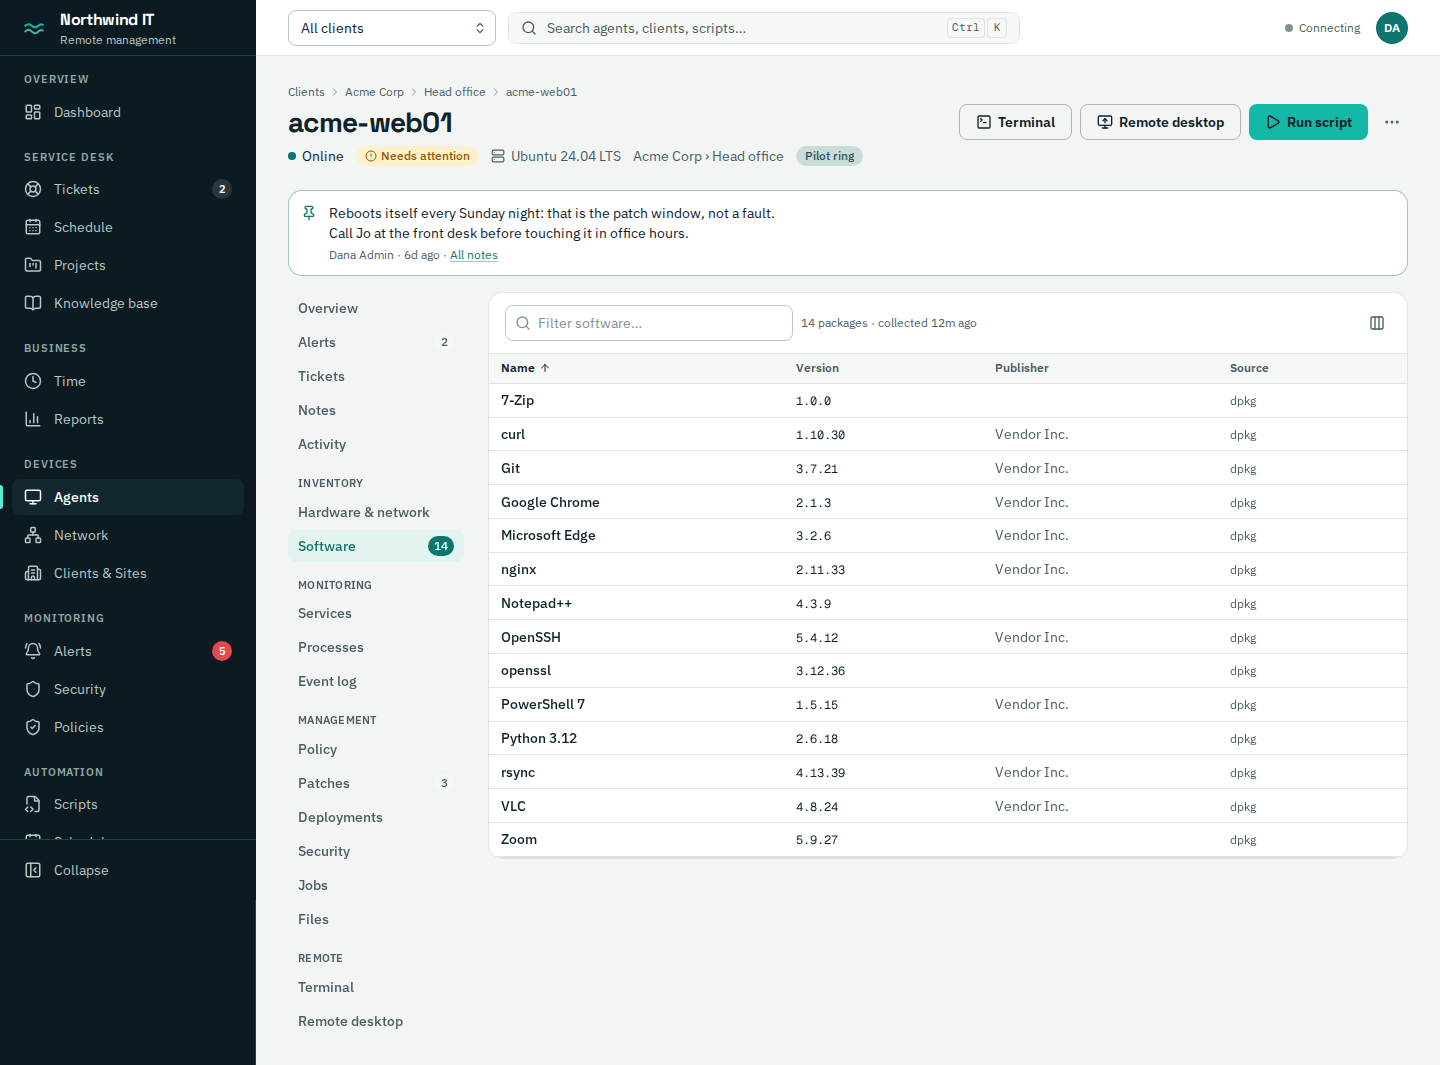 Northwind IT
Remote management
OVERVIEW
Dashboard
SERVICE DESK
Tickets 2
Schedule
Projects
Knowledge base
BUSINESS
Time
Reports
DEVICES
Agents
Network
Clients & Sites
MONITORING
Alerts 5
Security
Policies
AUTOMATION
Scripts
Collapse
All clients
Search agents, clients, scripts...
Ctrl K
Connecting
DA
Clients > Acme Corp > Head office > acme-web01
acme-web01
Terminal
Remote desktop
Run script
Online
Needs attention
Ubuntu 24.04 LTS
Acme Corp › Head office
Pilot ring
Reboots itself every Sunday night: that is the patch window, not a fault.
Call Jo at the front desk before touching it in office hours.
Dana Admin · 6d ago · All notes
Overview
Alerts 2
Tickets
Notes
Activity
INVENTORY
Hardware & network
Software 14
MONITORING
Services
Processes
Event log
MANAGEMENT
Policy
Patches 3
Deployments
Security
Jobs
Files
REMOTE
Terminal
Remote desktop
Filter software...
14 packages · collected 12m ago
Name Version Publisher Source
7-Zip 1.0.0 dpkg
curl 1.10.30 Vendor Inc. dpkg
Git 3.7.21 Vendor Inc. dpkg
Google Chrome 2.1.3 Vendor Inc. dpkg
Microsoft Edge 3.2.6 Vendor Inc. dpkg
nginx 2.11.33 Vendor Inc. dpkg
Notepad++ 4.3.9 dpkg
OpenSSH 5.4.12 Vendor Inc. dpkg
openssl 3.12.36 dpkg
PowerShell 7 1.5.15 Vendor Inc. dpkg
Python 3.12 2.6.18 dpkg
rsync 4.13.39 Vendor Inc. dpkg
VLC 4.8.24 Vendor Inc. dpkg
Zoom 5.9.27 dpkg